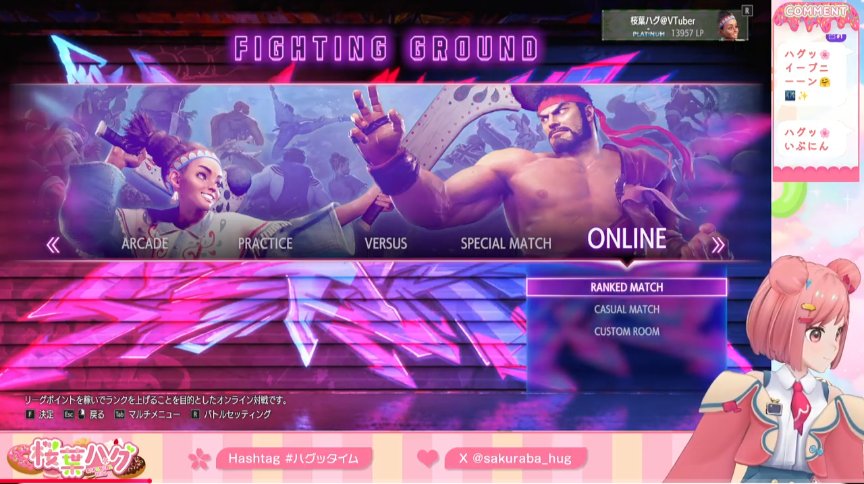 FIGHTING GROUND
桜葉ハグ@VTuber
R
PLATINUM 13957 LP
COMMENT
ハグッ🌸
イーブニ
ーーン🤗
🌃✨
ハグッ🌸
いぶにん
ARCADE
PRACTICE
VERSUS
SPECIAL MATCH
ONLINE
RANKED MATCH
CASUAL MATCH
CUSTOM ROOM
リーグポイントを稼いでランクを上げることを目的としたオンライン対戦です。
F 決定 Esc 戻る Tab マルチメニュー R バトルセッティング
桜葉ハグ
Hashtag #ハグッタイム
X @sakuraba_hug